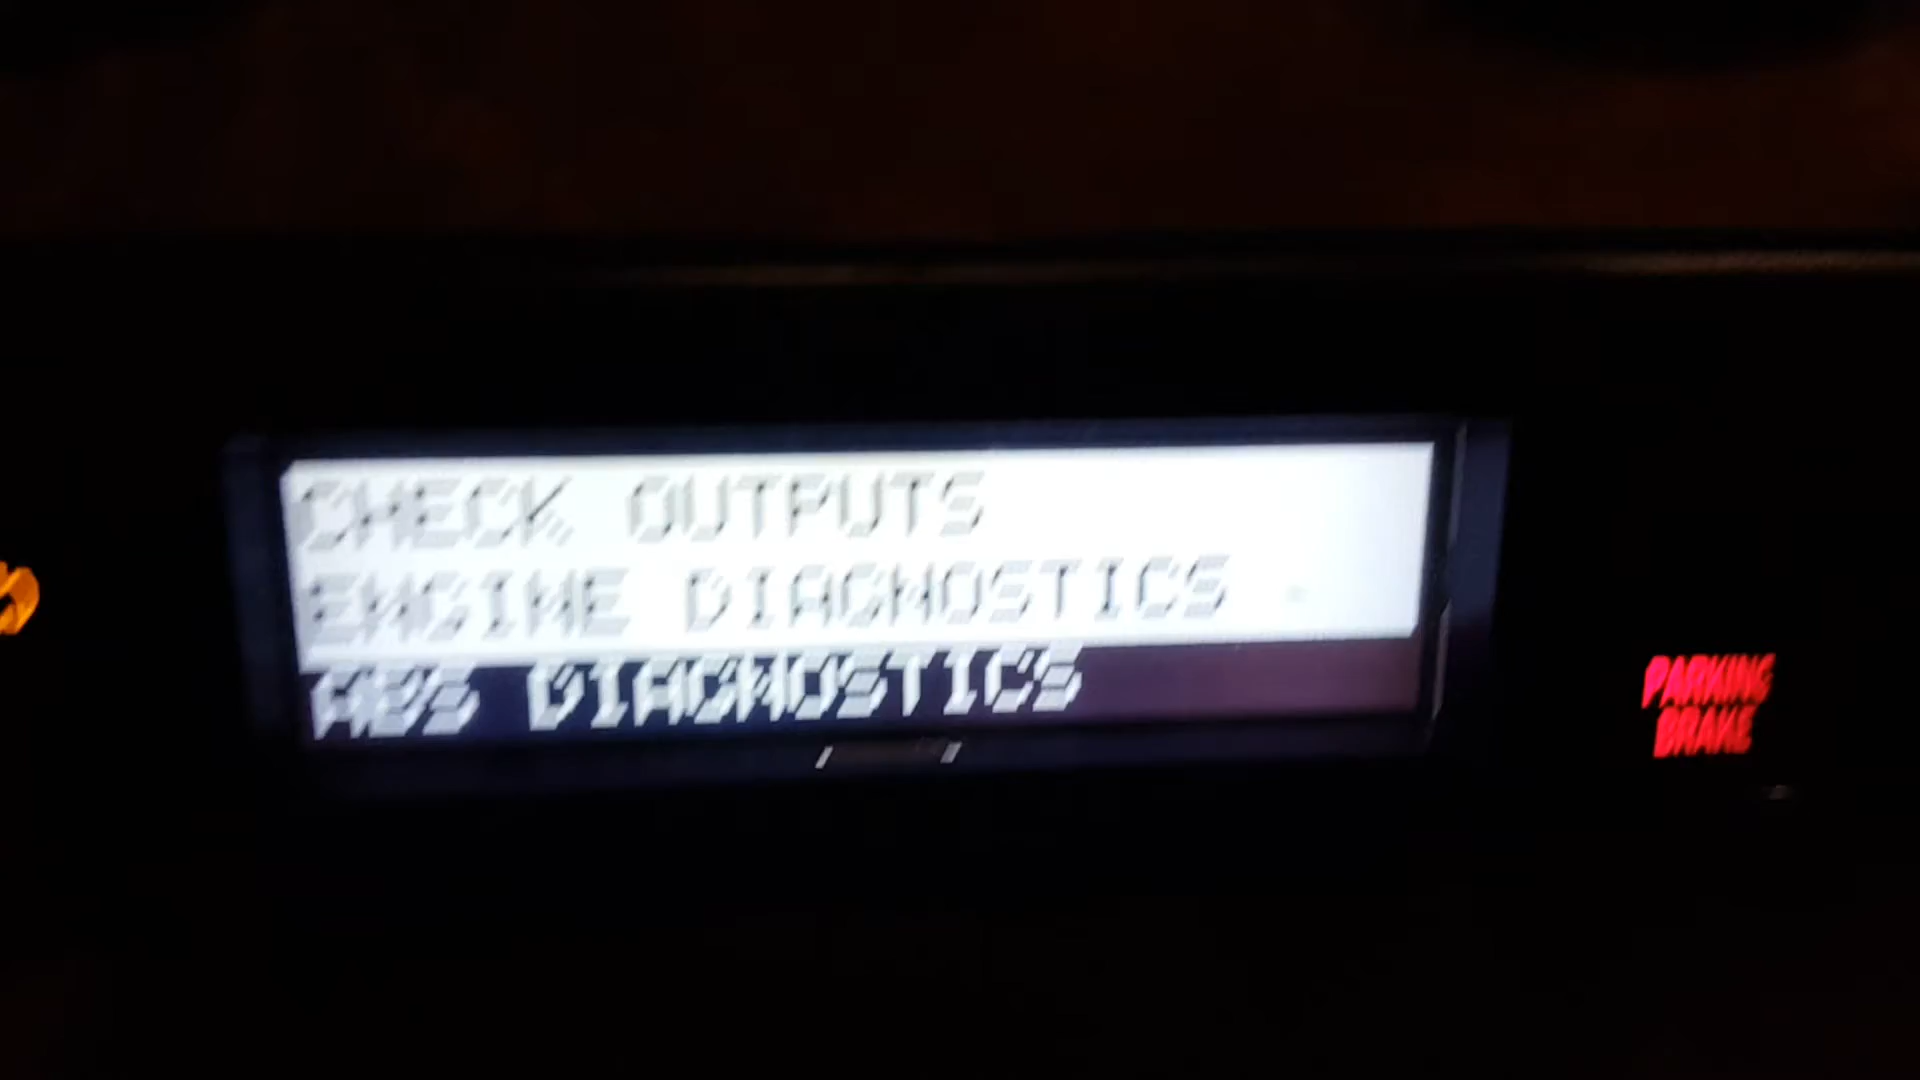 CHECK OUTPUTS
ENGINE DIAGNOSTICS
ABS DIAGNOSTICS
PARKING
BRAKE